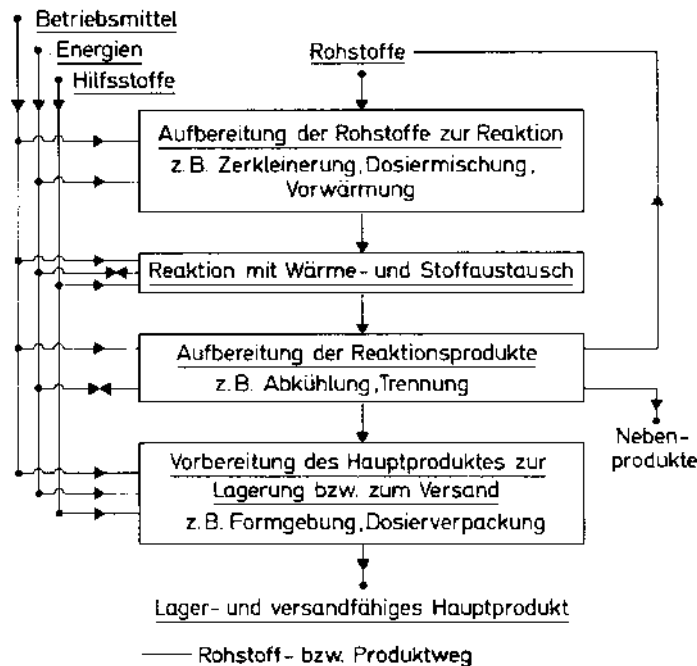 Betriebsmittel
Energien
Hilfsstoffe
Rohstoffe
Aufbereitung der Rohstoffe zur Reaktion
z.B. Zerkleinerung, Dosiermischung,
Vorwärmung
Reaktion mit Wärme- und Stoffaustausch
Aufbereitung der Reaktionsprodukte
z.B. Abkühlung, Trennung
Neben-
produkte
Vorbereitung des Hauptproduktes zur
Lagerung bzw. zum Versand
z.B. Formgebung, Dosierverpackung
Lager- und versandfähiges Hauptprodukt
Rohstoff- bzw. Produktweg